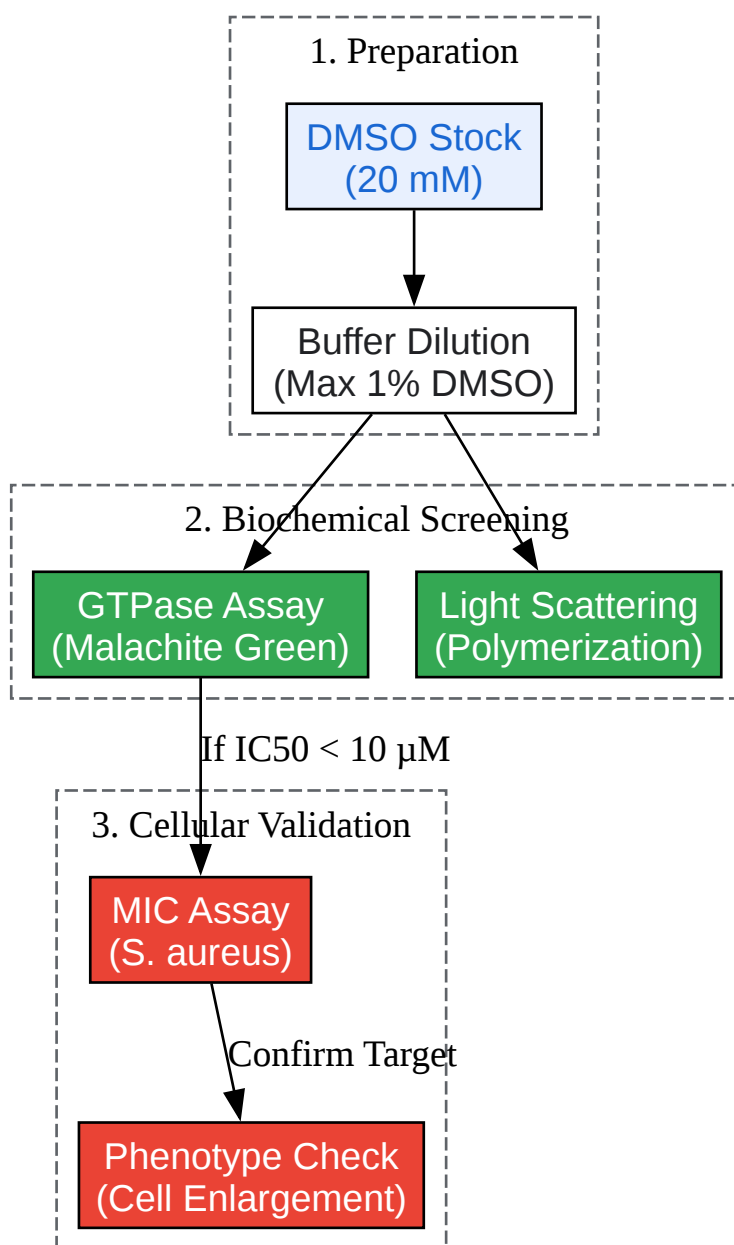 1. Preparation
DMSO Stock
(20 mM)
Buffer Dilution
(Max 1% DMSO)
2. Biochemical Screening
GTPase Assay
(Malachite Green)
Light Scattering
(Polymerization)
If IC50 < 10 µM
3. Cellular Validation
MIC Assay
(S. aureus)
Confirm Target
Phenotype Check
(Cell Enlargement)